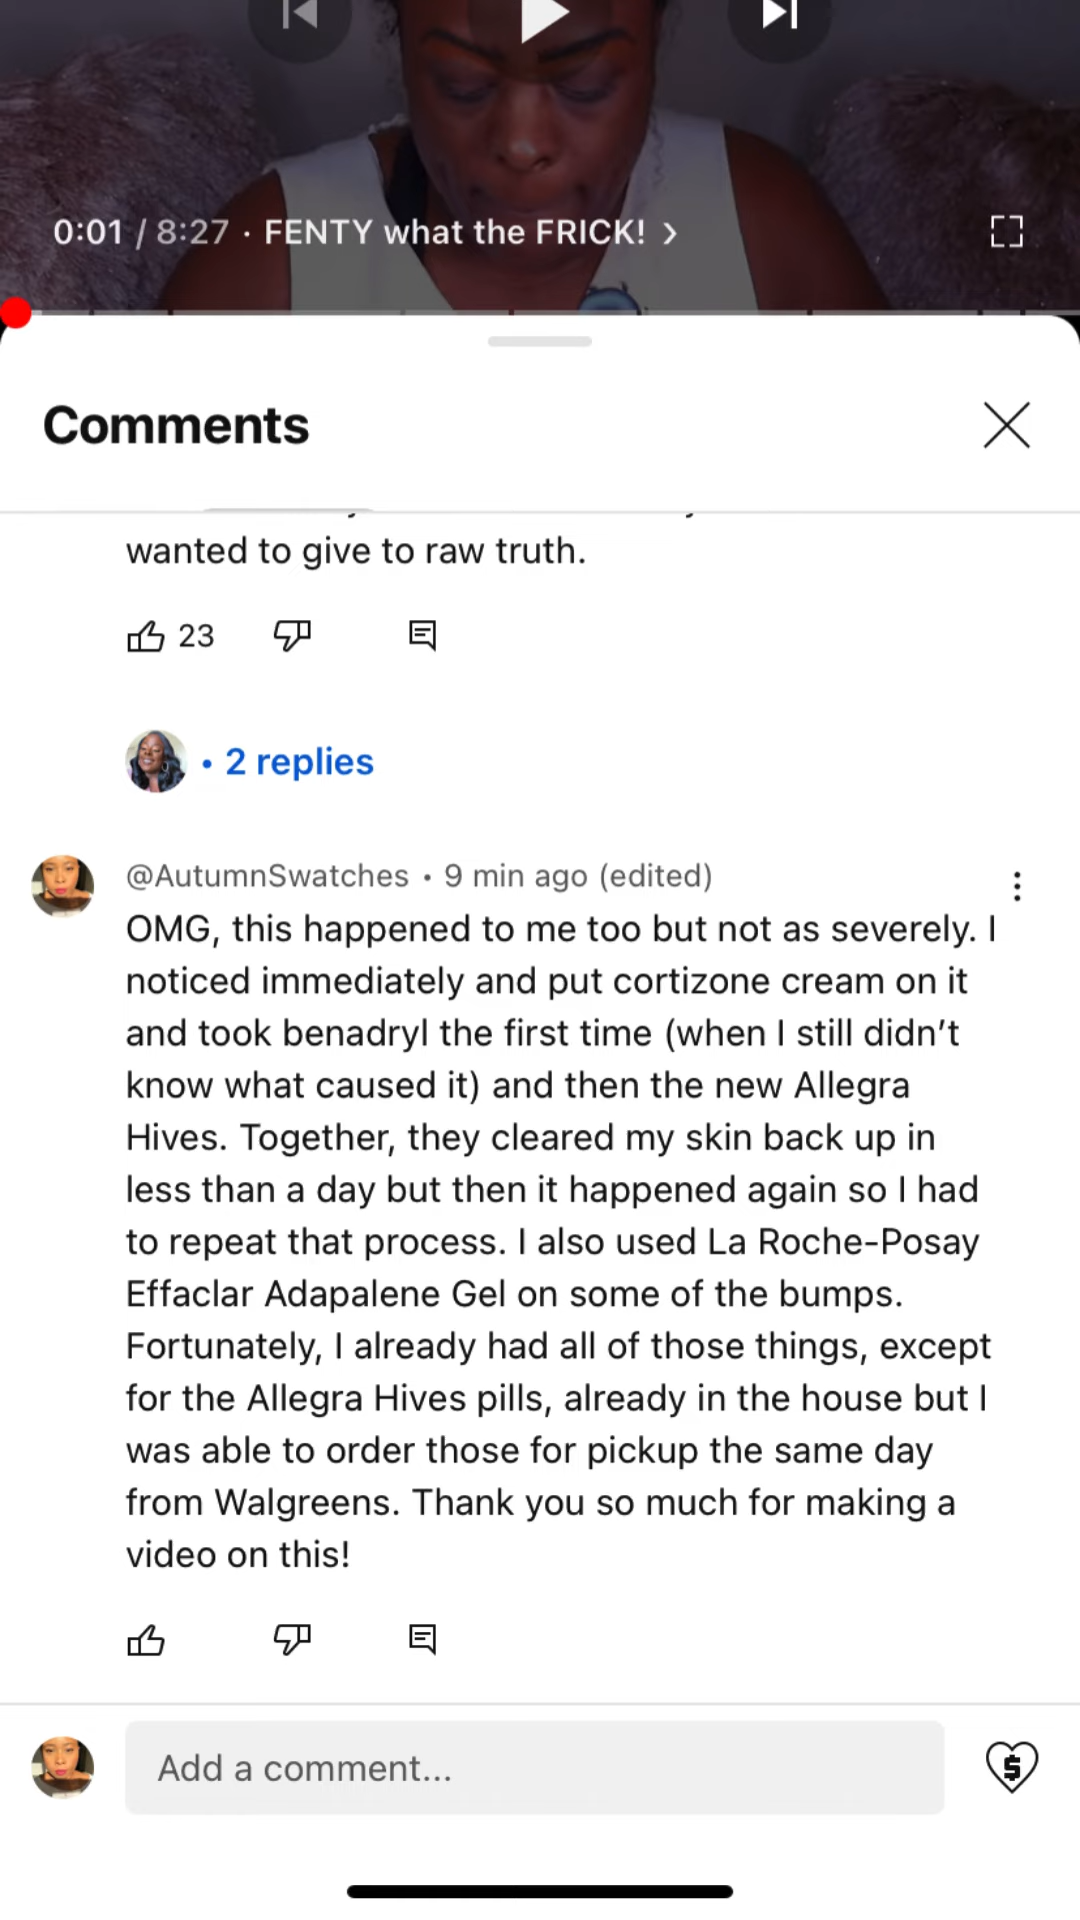 0:01 / 8:27 · FENTY what the FRICK! >
Comments
wanted to give to raw truth.
23
• 2 replies
@AutumnSwatches • 9 min ago (edited)
OMG, this happened to me too but not as severely. I
noticed immediately and put cortizone cream on it
and took benadryl the first time (when I still didn’t
know what caused it) and then the new Allegra
Hives. Together, they cleared my skin back up in
less than a day but then it happened again so I had
to repeat that process. I also used La Roche-Posay
Effaclar Adapalene Gel on some of the bumps.
Fortunately, I already had all of those things, except
for the Allegra Hives pills, already in the house but I
was able to order those for pickup the same day
from Walgreens. Thank you so much for making a
video on this!
Add a comment...
$